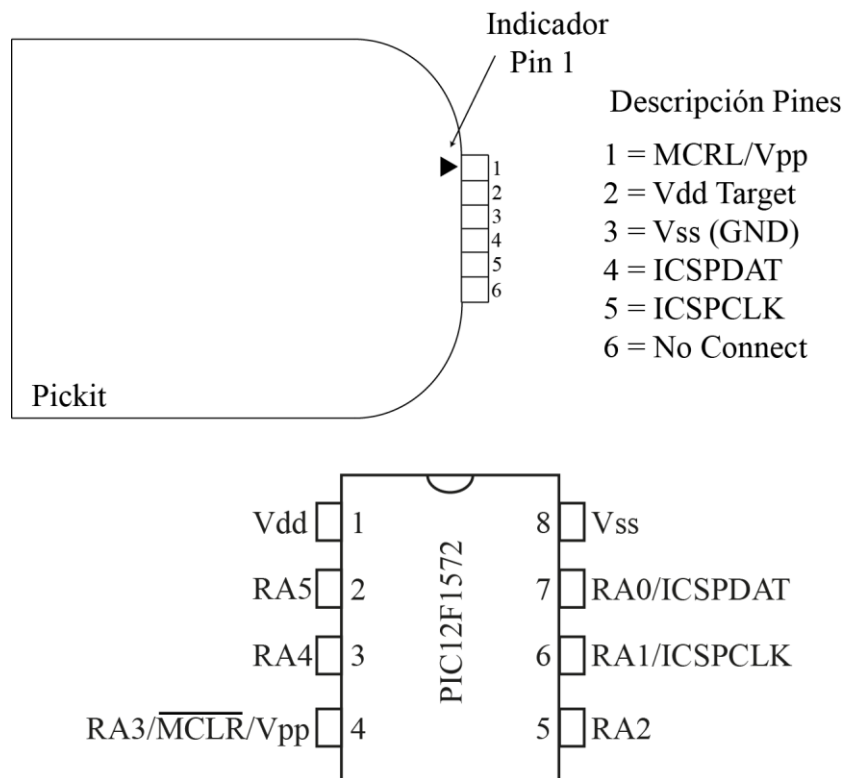 Indicador
Pin 1
Descripción Pines
1 = MCRL/Vpp
2 = Vdd Target
3 = Vss (GND)
4 = ICSPDAT
5 = ICSPCLK
6 = No Connect
1
2
3
4
5
6
Pickit
Vdd 1 8 Vss
RA5 2 7 RA0/ICSPDAT
RA4 3 6 RA1/ICSPCLK
RA3/MCLR/Vpp 4 5 RA2
PIC12F1572